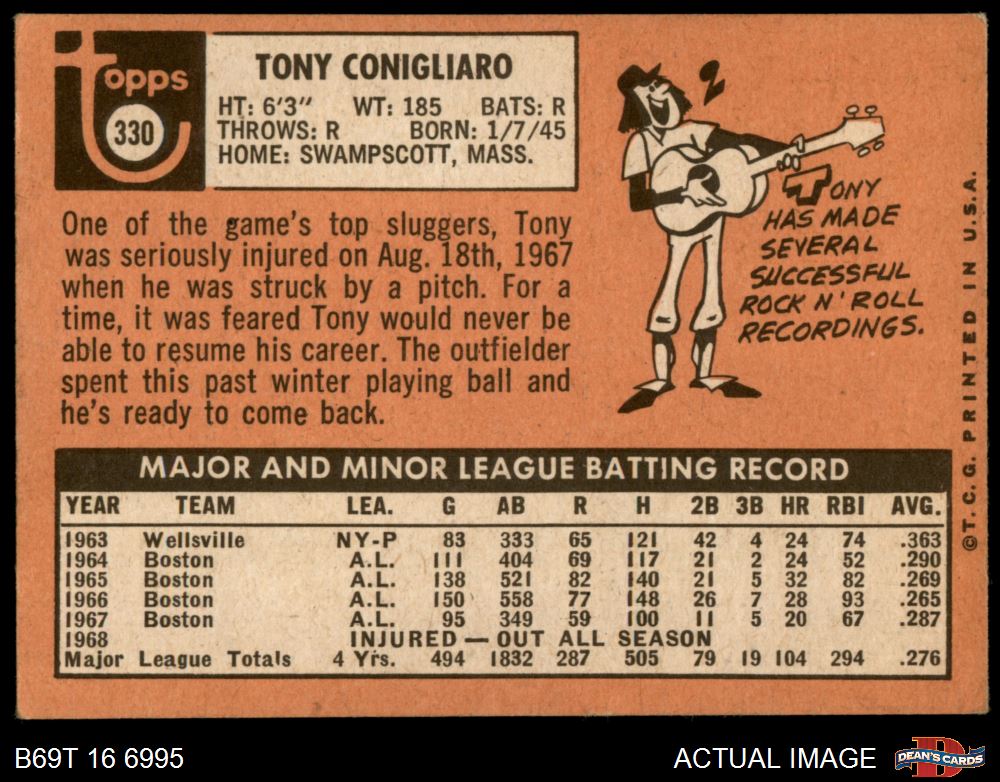 Topps
330
TONY CONIGLIARO
HT: 6'3" WT: 185 BATS: R
THROWS: R BORN: 1/7/45
HOME: SWAMPSCOTT, MASS.
One of the game's top sluggers, Tony
was seriously injured on Aug. 18th, 1967
when he was struck by a pitch. For a
time, it was feared Tony would never be
able to resume his career. The outfielder
spent this past winter playing ball and
he's ready to come back.
TONY
HAS MADE
SEVERAL
SUCCESSFUL
ROCK N' ROLL
RECORDINGS.
©T. C. G. PRINTED IN U.S.A.
MAJOR AND MINOR LEAGUE BATTING RECORD
YEAR TEAM LEA. G AB R H 2B 3B HR RBI AVG.
1963 Wellsville NY-P 83 333 65 121 42 4 24 74 .363
1964 Boston A.L. 111 404 69 117 21 2 24 52 .290
1965 Boston A.L. 138 521 82 140 21 5 32 82 .269
1966 Boston A.L. 150 558 77 148 26 7 28 93 .265
1967 Boston A.L. 95 349 59 100 11 5 20 67 .287
1968 INJURED — OUT ALL SEASON
Major League Totals 4 Yrs. 494 1832 287 505 79 19 104 294 .276
B69T 16 6995
ACTUAL IMAGE
D
DEAN'S CARDS